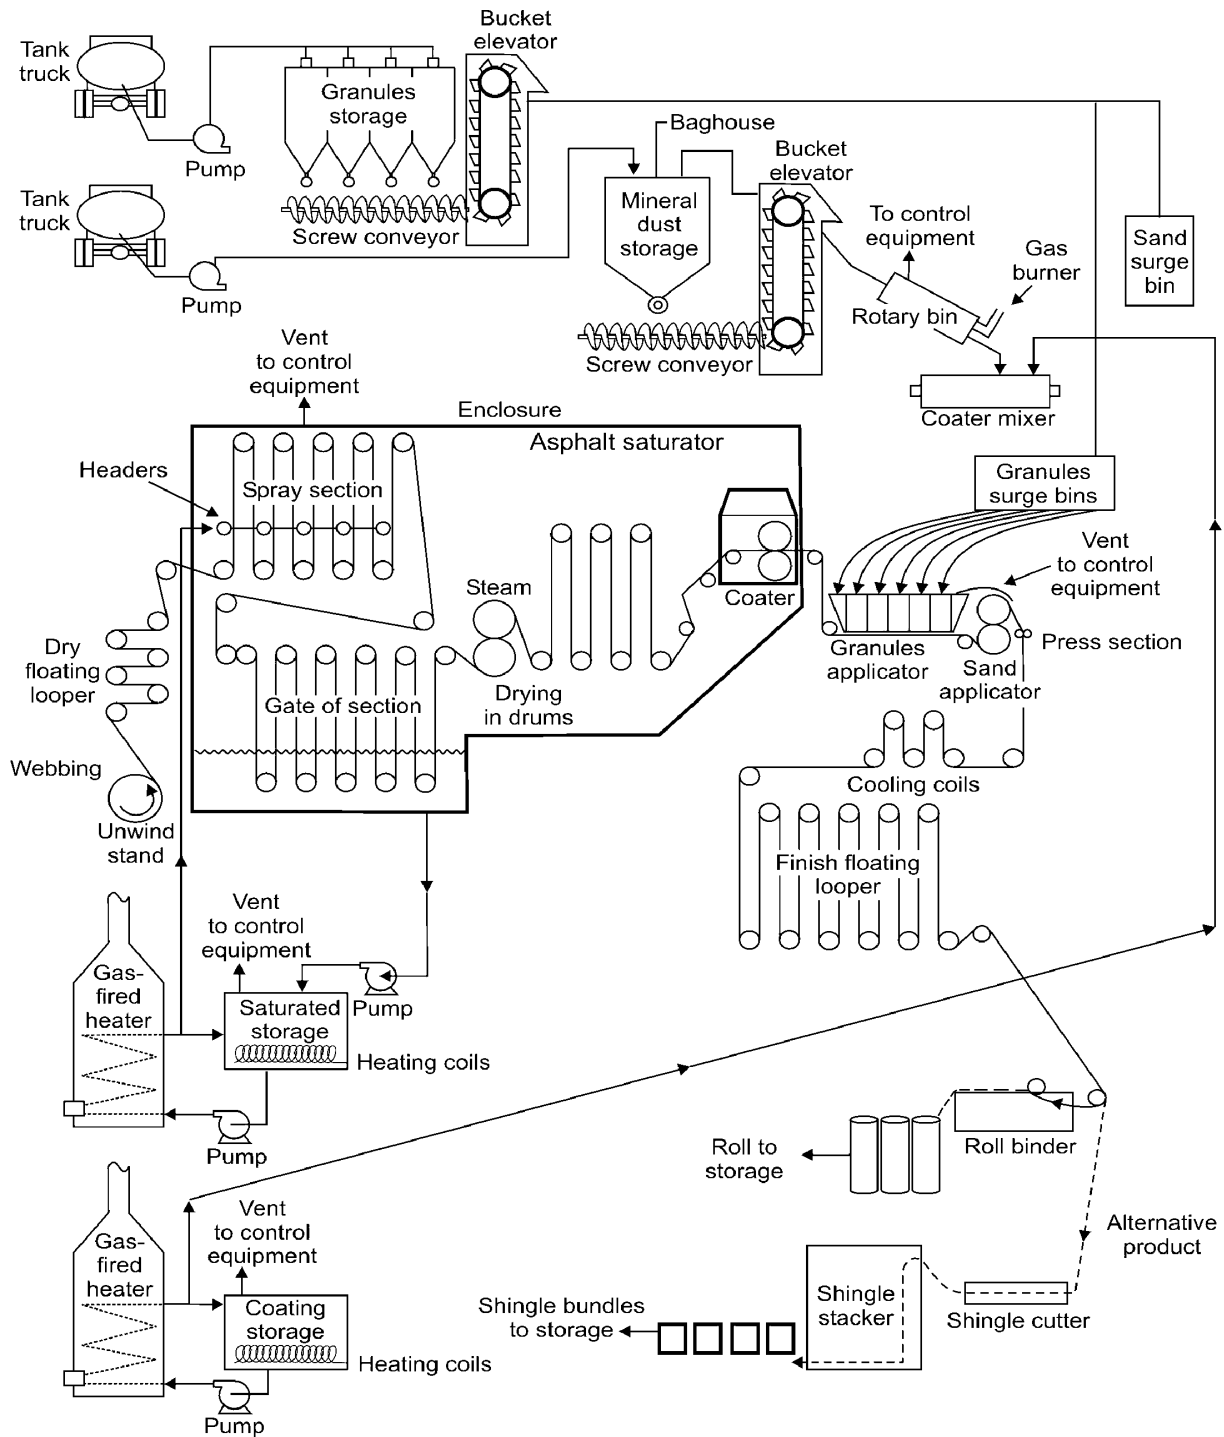 Bucket
elevator
Tank
truck
Granules
storage
Pump
Baghouse
Bucket
elevator
Tank
truck
Mineral
dust
storage
To control
equipment
Gas
burner
Sand
surge
bin
Screw conveyor
Pump
Rotary bin
Vent
to control
equipment
Screw conveyor
Coater mixer
Enclosure
Asphalt saturator
Headers
Spray section
Granules
surge bins
Vent
to control
equipment
Steam
Coater
Dry
floating
looper
Granules
applicator
Press section
Sand
applicator
Gate of section
Drying
in drums
Webbing
Cooling coils
Unwind
stand
Finish floating
looper
Vent
to control
equipment
Gas-
fired
heater
Saturated
storage
Pump
Heating coils
Pump
Roll to
storage
Roll binder
Vent
to control
equipment
Gas-
fired
heater
Alternative
product
Coating
storage
Shingle bundles
to storage
Shingle
stacker
Shingle cutter
Heating coils
Pump